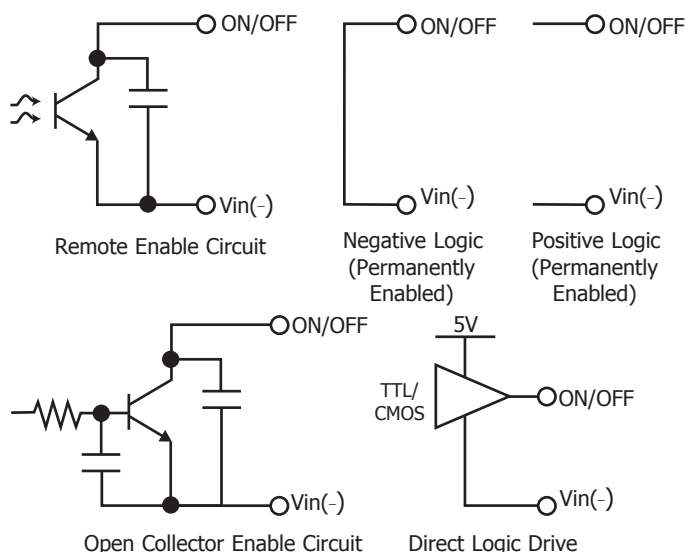 ON/OFF
Vin(-)
Remote Enable Circuit
ON/OFF
Vin(-)
Negative Logic
(Permanently
Enabled)
ON/OFF
Vin(-)
Positive Logic
(Permanently
Enabled)
ON/OFF
Vin(-)
Open Collector Enable Circuit
5V
TTL/
CMOS
ON/OFF
Vin(-)
Direct Logic Drive